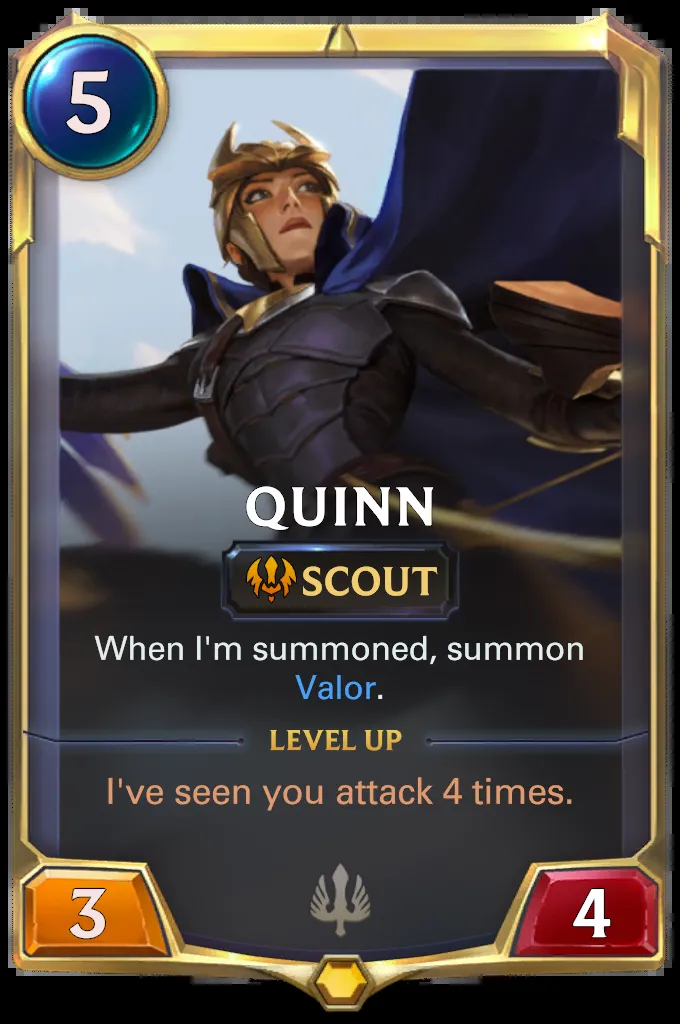 5
QUINN
SCOUT
When I'm summoned, summon
Valor.
LEVEL UP
I've seen you attack 4 times.
3
4